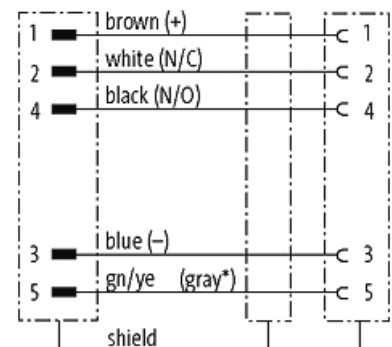 1 brown (+) 1
2 white (N/C) 2
4 black (N/O) 4
3 blue (–) 3
5 gn/ye (gray*) 5
shield